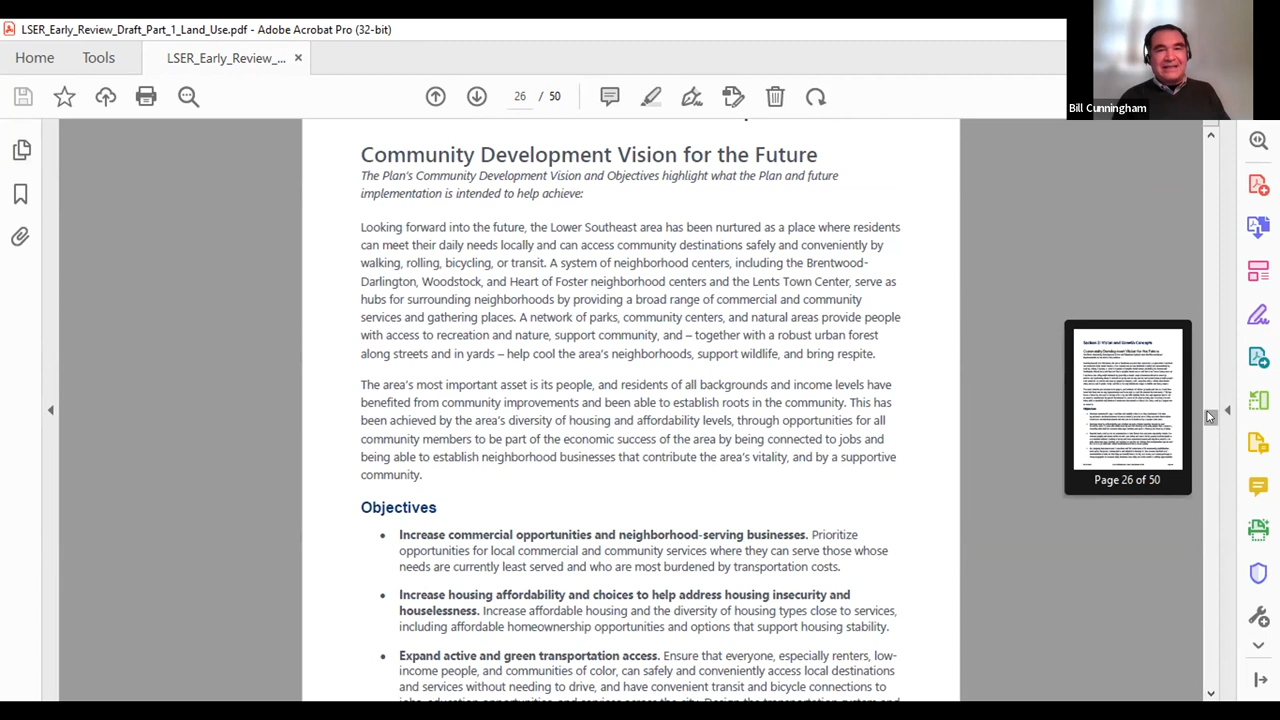 LSER_Early_Review_Draft_Part_1_Land_Use.pdf - Adobe Acrobat Pro (32-bit)
Home
Tools
LSER_Early_Review_...
26 / 50
Bill Cunningham
Community Development Vision for the Future
The Plan's Community Development Vision and Objectives highlight what the Plan and future
implementation is intended to help achieve:
Looking forward into the future, the Lower Southeast area has been nurtured as a place where residents
can meet their daily needs locally and can access community destinations safely and conveniently by
walking, rolling, bicycling, or transit. A system of neighborhood centers, including the Brentwood-
Darlington, Woodstock, and Heart of Foster neighborhood centers and the Lents Town Center, serve as
hubs for surrounding neighborhoods by providing a broad range of commercial and community
services and gathering places. A network of parks, community centers, and natural areas provide people
with access to recreation and nature, support community, and – together with a robust urban forest
along streets and in yards – help cool the area's neighborhoods, support wildlife, and bring respite.
The area's most important asset is its people, and residents of all backgrounds and income levels have
benefited from community improvements and been able to establish roots in the community. This has
been achieved by the area's diversity of housing and affordability levels, through opportunities for all
community members to be part of the economic success of the area by being connected to jobs and
being able to establish neighborhood businesses that contribute the area's vitality, and by a supportive
community.
Objectives
• Increase commercial opportunities and neighborhood-serving businesses. Prioritize
opportunities for local commercial and community services where they can serve those whose
needs are currently least served and who are most burdened by transportation costs.
• Increase housing affordability and choices to help address housing insecurity and
houselessness. Increase affordable housing and the diversity of housing types close to services,
including affordable homeownership opportunities and options that support housing stability.
• Expand active and green transportation access. Ensure that everyone, especially renters, low-
income people, and communities of color, can safely and conveniently access local destinations
and services without needing to drive, and have convenient transit and bicycle connections to
Section 2: Vision and Growth Concepts
Community Development Vision for the Future
Objectives
Page 26 of 50